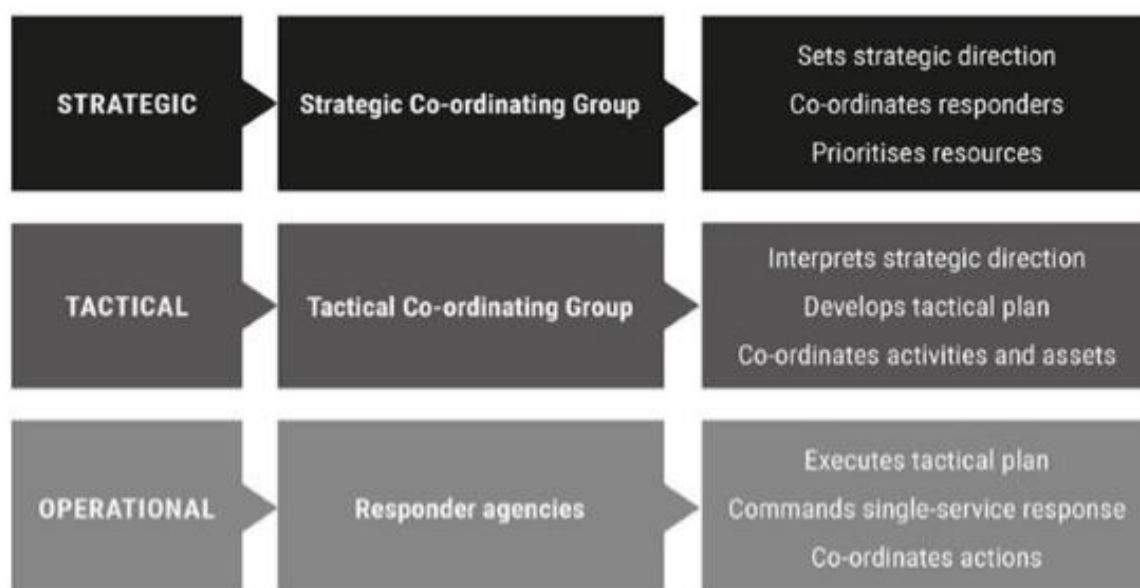 STRATEGIC
Strategic Co-ordinating Group
Sets strategic direction
Co-ordinates responders
Prioritises resources
TACTICAL
Tactical Co-ordinating Group
Interprets strategic direction
Develops tactical plan
Co-ordinates activities and assets
OPERATIONAL
Responder agencies
Executes tactical plan
Commands single-service response
Co-ordinates actions